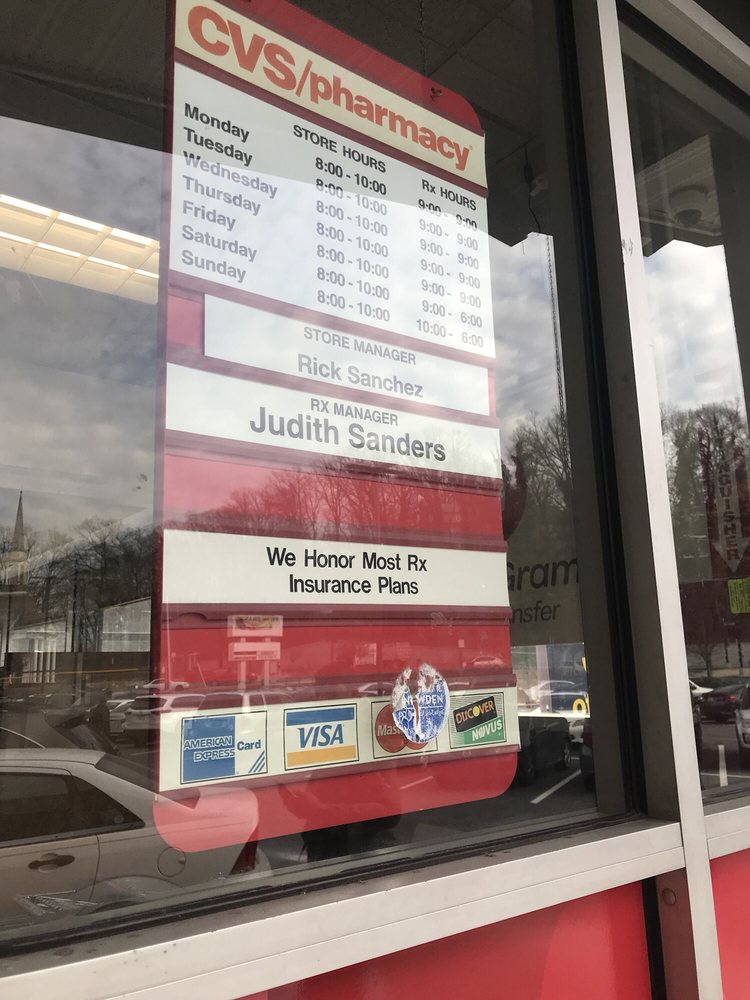 CVS/pharmacy
STORE HOURS Rx HOURS
Monday 8:00 - 10:00 9:00 - 9:00
Tuesday 8:00 - 10:00 9:00 - 9:00
Wednesday 8:00 - 10:00 9:00 - 9:00
Thursday 8:00 - 10:00 9:00 - 9:00
Friday 8:00 - 10:00 9:00 - 9:00
Saturday 8:00 - 10:00 9:00 - 6:00
Sunday 8:00 - 10:00 10:00 - 6:00
STORE MANAGER
Rick Sanchez
RX MANAGER
Judith Sanders
We Honor Most Rx
Insurance Plans
AMERICAN EXPRESS Card
VISA
DISCOVER
NOVUS